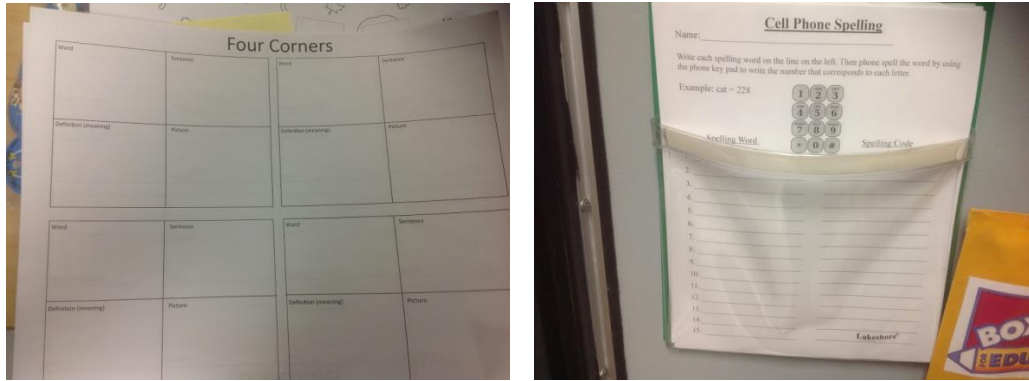 Four Corners
Word
Sentence
Word
Sentence
Definition (meaning)
Picture
Definition (meaning)
Picture
Word
Sentence
Word
Sentence
Definition (meaning)
Picture
Definition (meaning)
Picture
Cell Phone Spelling
Name:
Write each spelling word on the line on the left. Then phone spell the word by using
the phone key pad to write the number that corresponds to each letter.
Example: cat = 228
1 2 3
4 5 6
7 8 9
* 0 #
Spelling Word
Spelling Code
2.
3.
4.
5.
6.
7.
8.
9.
10.
11.
12.
13.
14.
15.
Lakeshore
BO
FOR
EDU